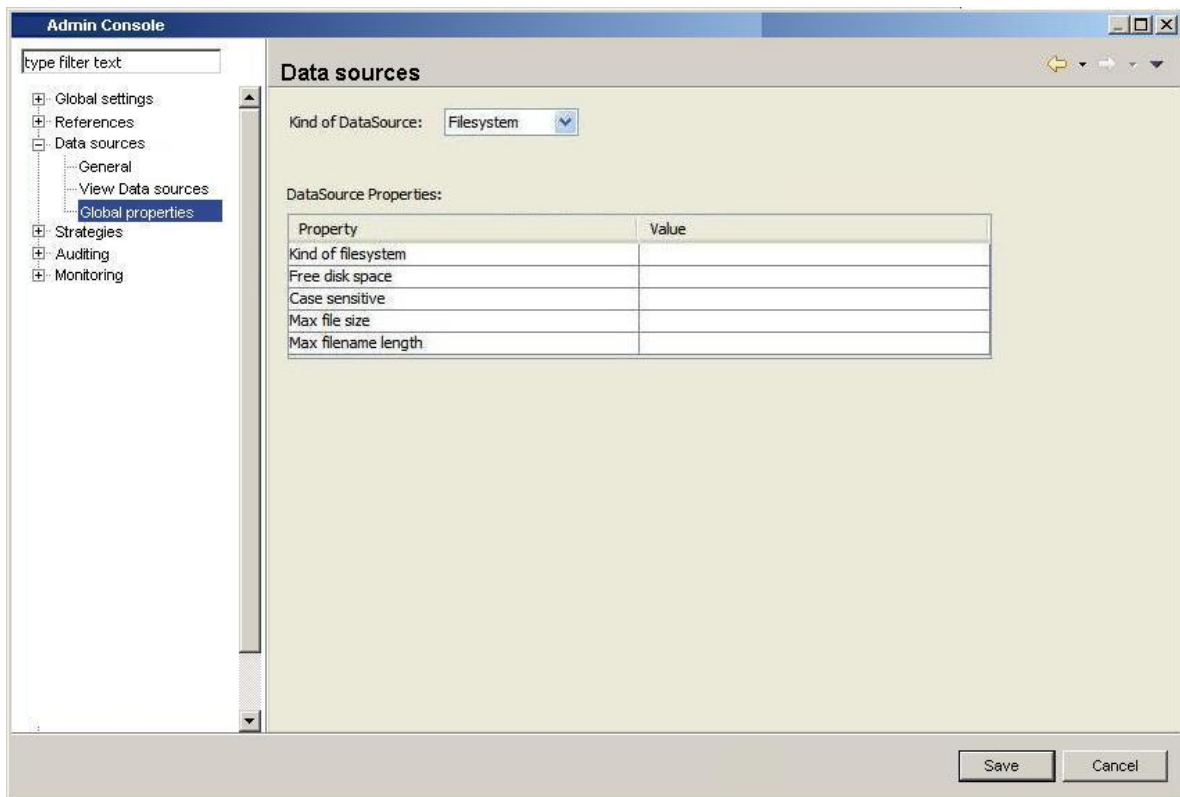 Admin Console
type filter text
Global settings
References
Data sources
General
View Data sources
Global properties
Strategies
Auditing
Monitoring
Data sources
Kind of DataSource: Filesystem
DataSource Properties:
Property Value
Kind of filesystem
Free disk space
Case sensitive
Max file size
Max filename length
Save Cancel